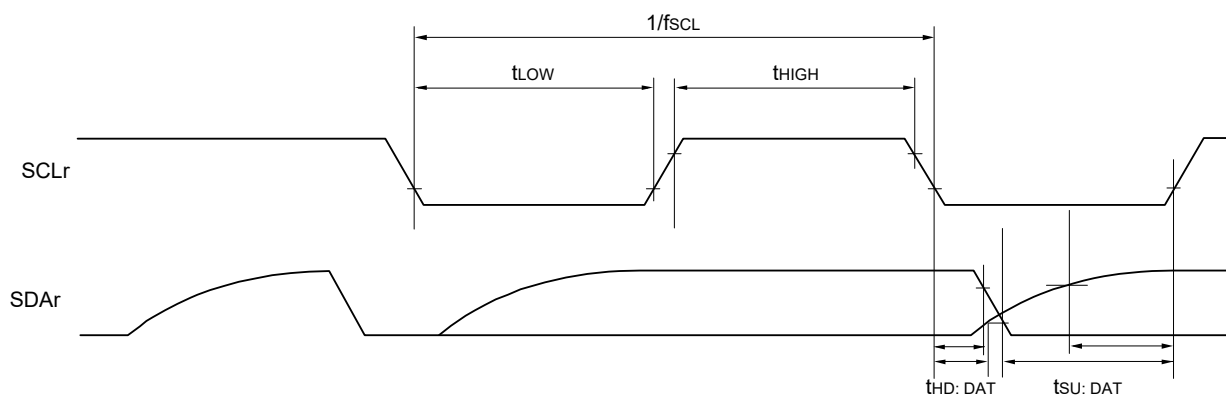 1/fSCL
tLOW
tHIGH
SCLr
SDAr
tHD: DAT
tSU: DAT